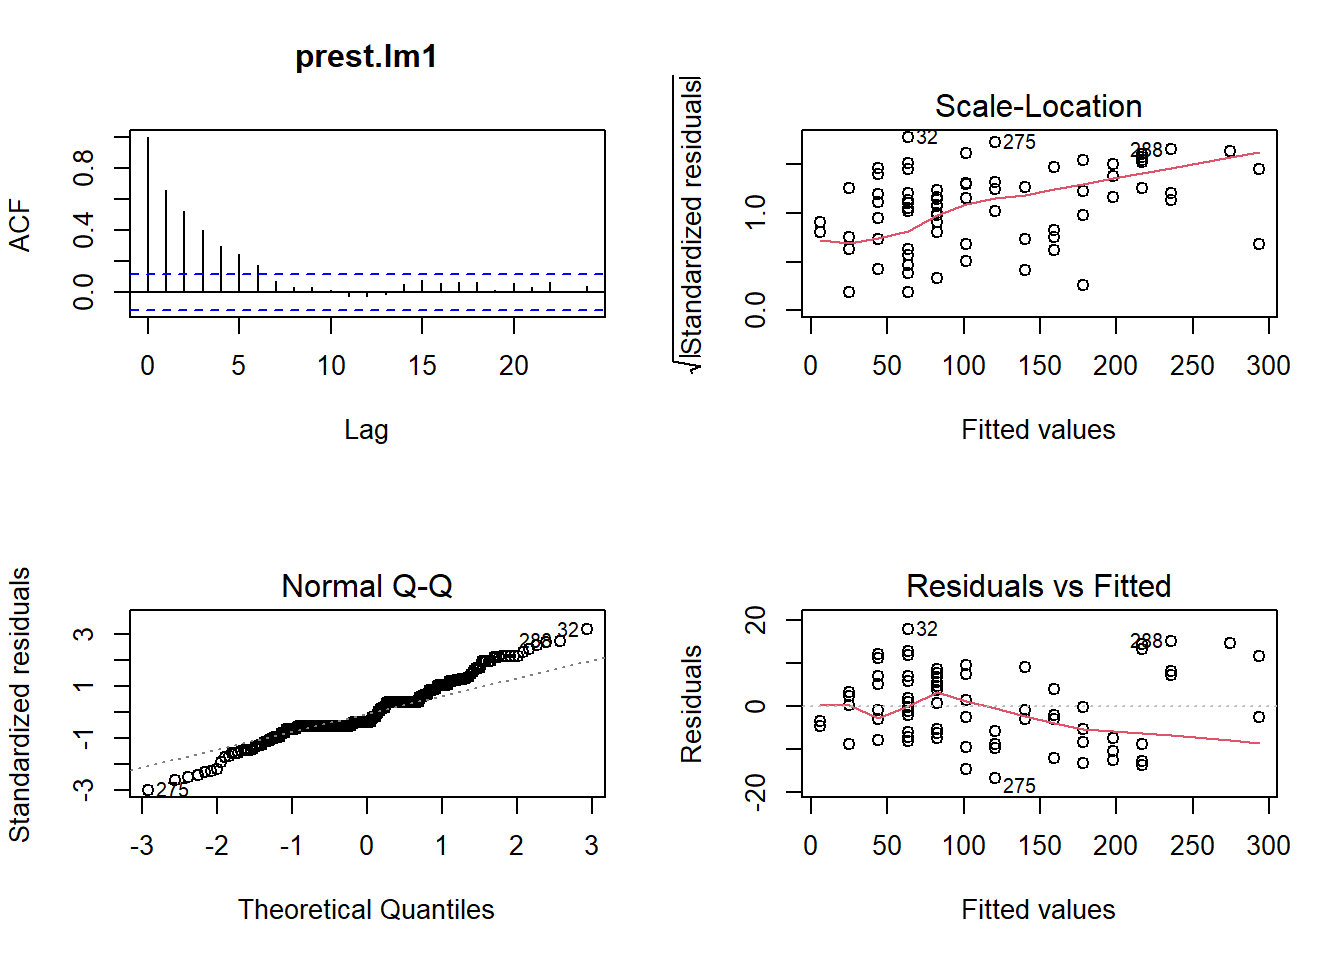 prest.lm1
ACF
0.0 0.4 0.8
0 5 10 15 20
Lag
Scale-Location
√|Standardized residuals|
0.0 1.0
32
275
288
0 50 100 150 200 250 300
Fitted values
Normal Q-Q
Standardized residuals
-3 -1 1 3
288
32
275
-3 -2 -1 0 1 2 3
Theoretical Quantiles
Residuals vs Fitted
Residuals
-20 0 20
32
288
275
0 50 100 150 200 250 300
Fitted values